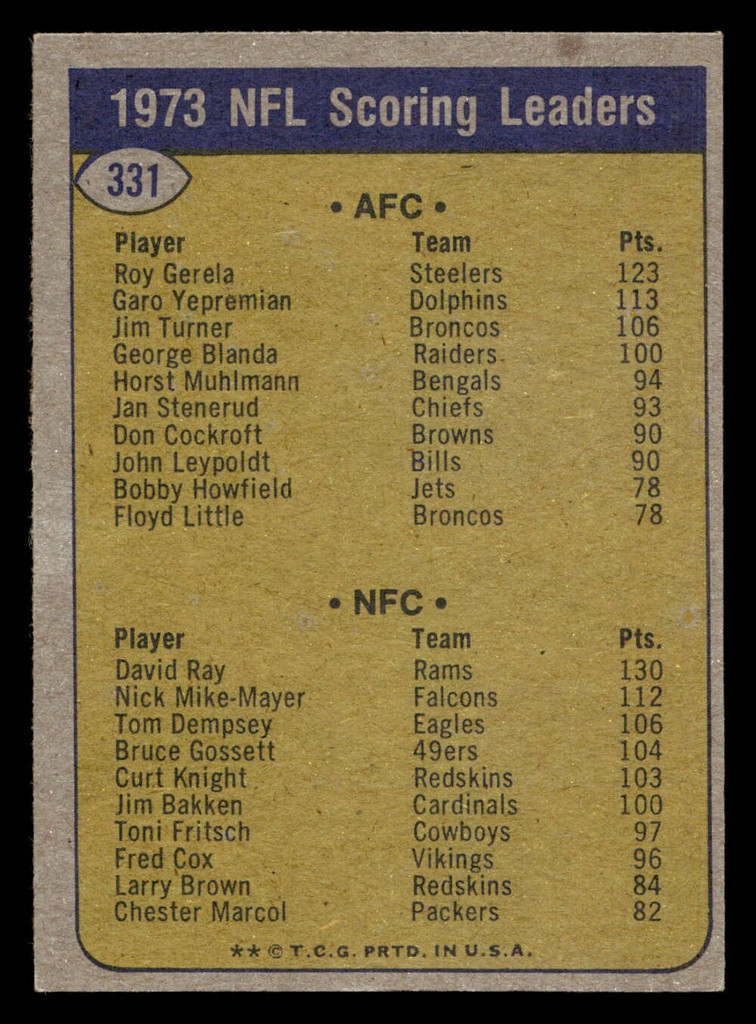 1973 NFL Scoring Leaders
331
• AFC •
Player Team Pts.
Roy Gerela Steelers 123
Garo Yepremian Dolphins 113
Jim Turner Broncos 106
George Blanda Raiders 100
Horst Muhlmann Bengals 94
Jan Stenerud Chiefs 93
Don Cockroft Browns 90
John Leypoldt Bills 90
Bobby Howfield Jets 78
Floyd Little Broncos 78
• NFC •
Player Team Pts.
David Ray Rams 130
Nick Mike-Mayer Falcons 112
Tom Dempsey Eagles 106
Bruce Gossett 49ers 104
Curt Knight Redskins 103
Jim Bakken Cardinals 100
Toni Fritsch Cowboys 97
Fred Cox Vikings 96
Larry Brown Redskins 84
Chester Marcol Packers 82
** © T.C.G. PRTD. IN U.S.A.